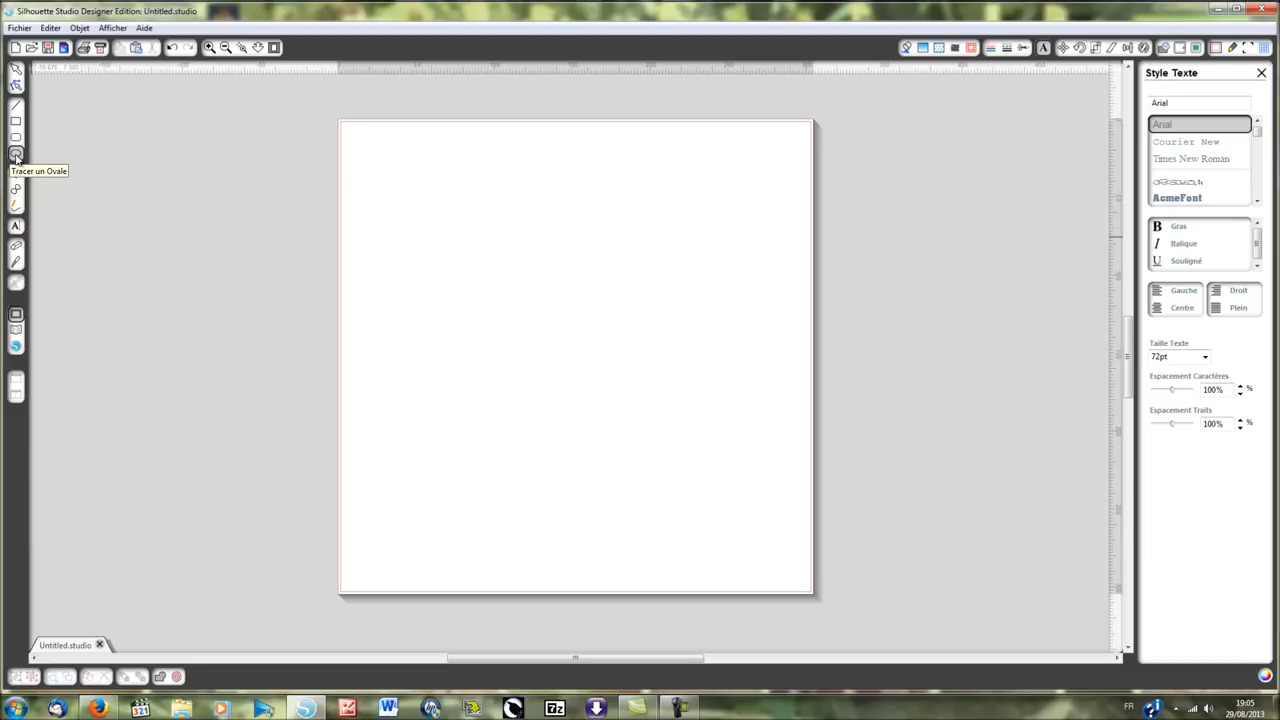 Silhouette Studio Designer Edition: Untitled.studio
Fichier Editer Objet Afficher Aide
Style Texte
Arial
Arial
Courier New
Times New Roman
AcmeFont
B Gras
I Italique
U Souligné
Gauche Droit
Centre Plein
Taille Texte
72pt
Espacement Caractères
100% %
Espacement Traits
100% %
Tracer un Ovale
A
Untitled.studio
FR 19:05
29/08/2013